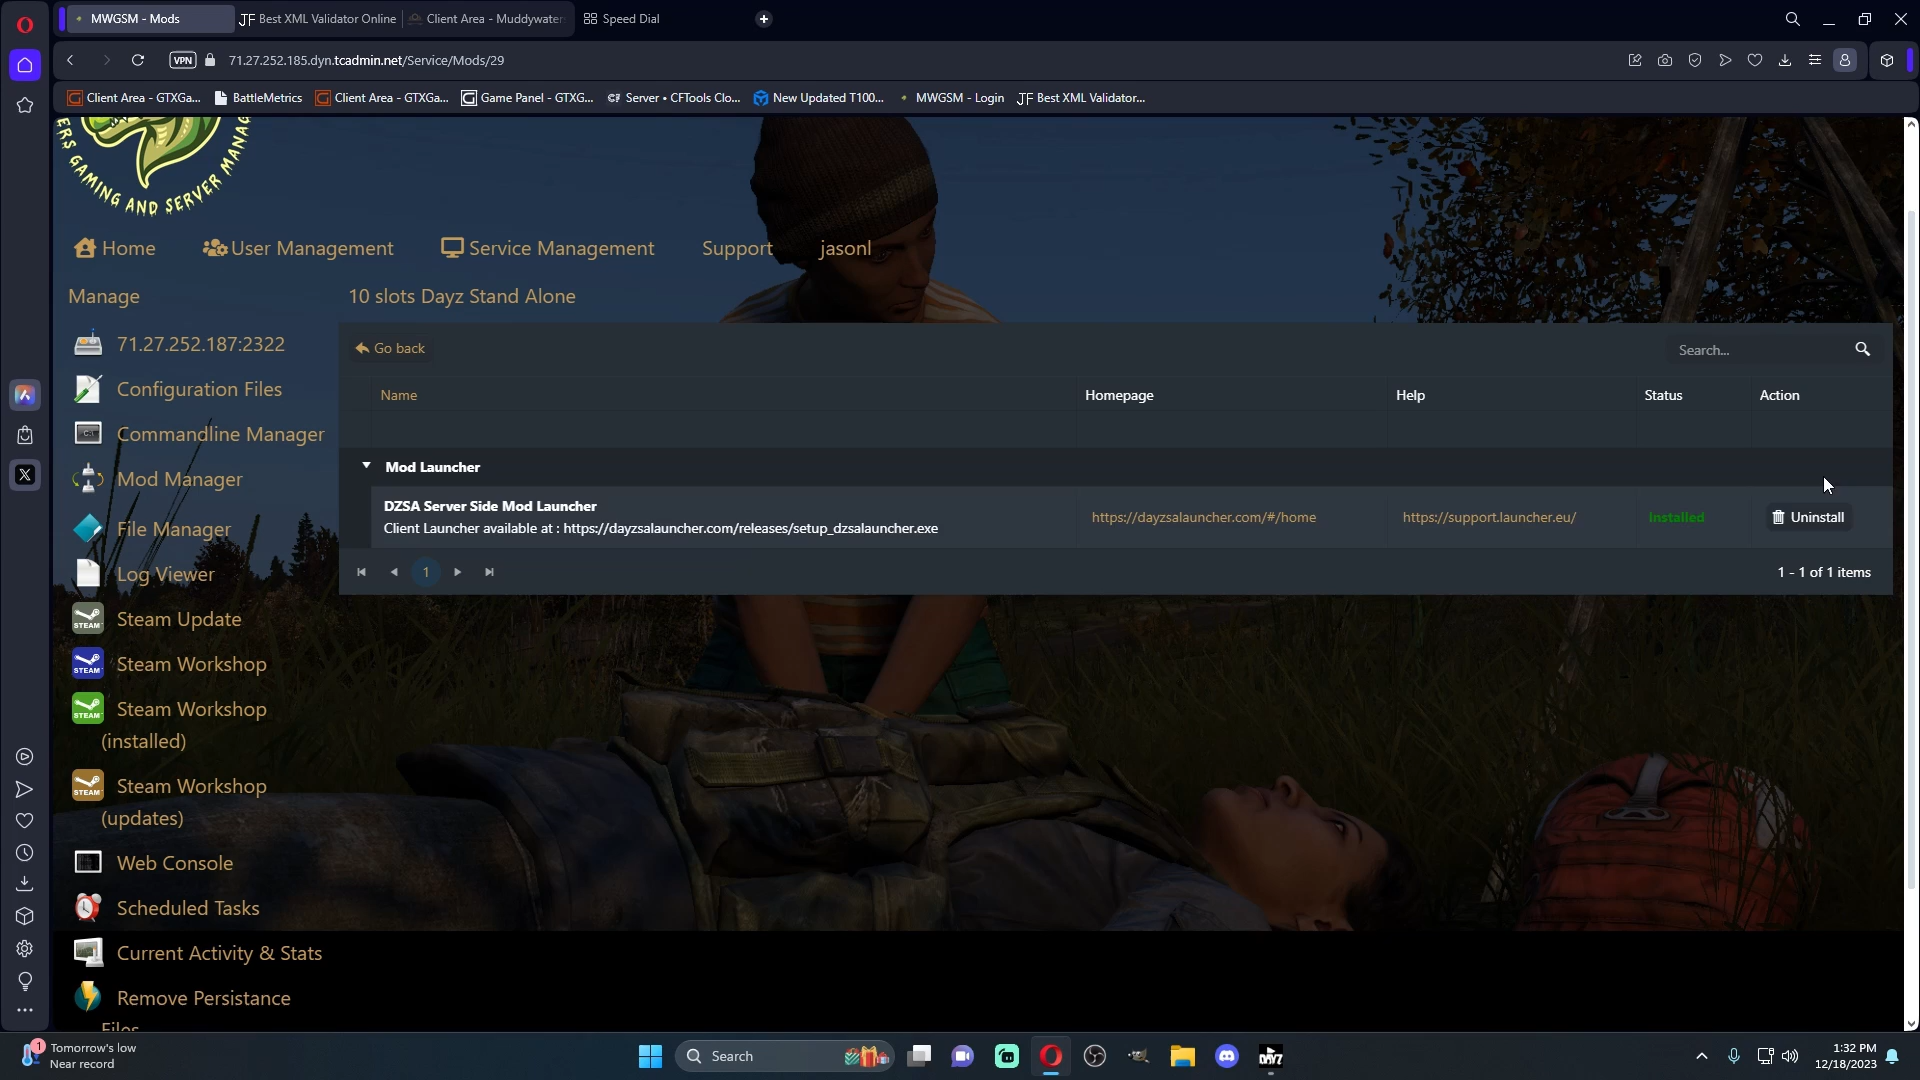 MWGSM - Mods
Best XML Validator Online
Client Area - Muddywater
Speed Dial
VPN
71.27.252.185.dyn.tcadmin.net/Service/Mods/29
Client Area - GTXGa...
BattleMetrics
Client Area - GTXGa...
Game Panel - GTXG...
Server • CFTools Clo...
New Updated T100...
MWGSM - Login
Best XML Validator...
ERS GAMING AND SERVER MANAG
Home
User Management
Service Management
Support
jasonl
Manage
10 slots Dayz Stand Alone
71.27.252.187:2322
Configuration Files
Commandline Manager
Mod Manager
File Manager
Log Viewer
Steam Update
Steam Workshop
Steam Workshop
(installed)
Steam Workshop
(updates)
Web Console
Scheduled Tasks
Current Activity & Stats
Remove Persistance
Files
Go back
Search...
Name
Homepage
Help
Status
Action
Mod Launcher
DZSA Server Side Mod Launcher
Client Launcher available at : https://dayzsalauncher.com/releases/setup_dzsalauncher.exe
https://dayzsalauncher.com/#/home
https://support.launcher.eu/
Installed
Uninstall
1
1 - 1 of 1 items
1
Tomorrow's low
Near record
Search
DAYZ
1:32 PM
12/18/2023